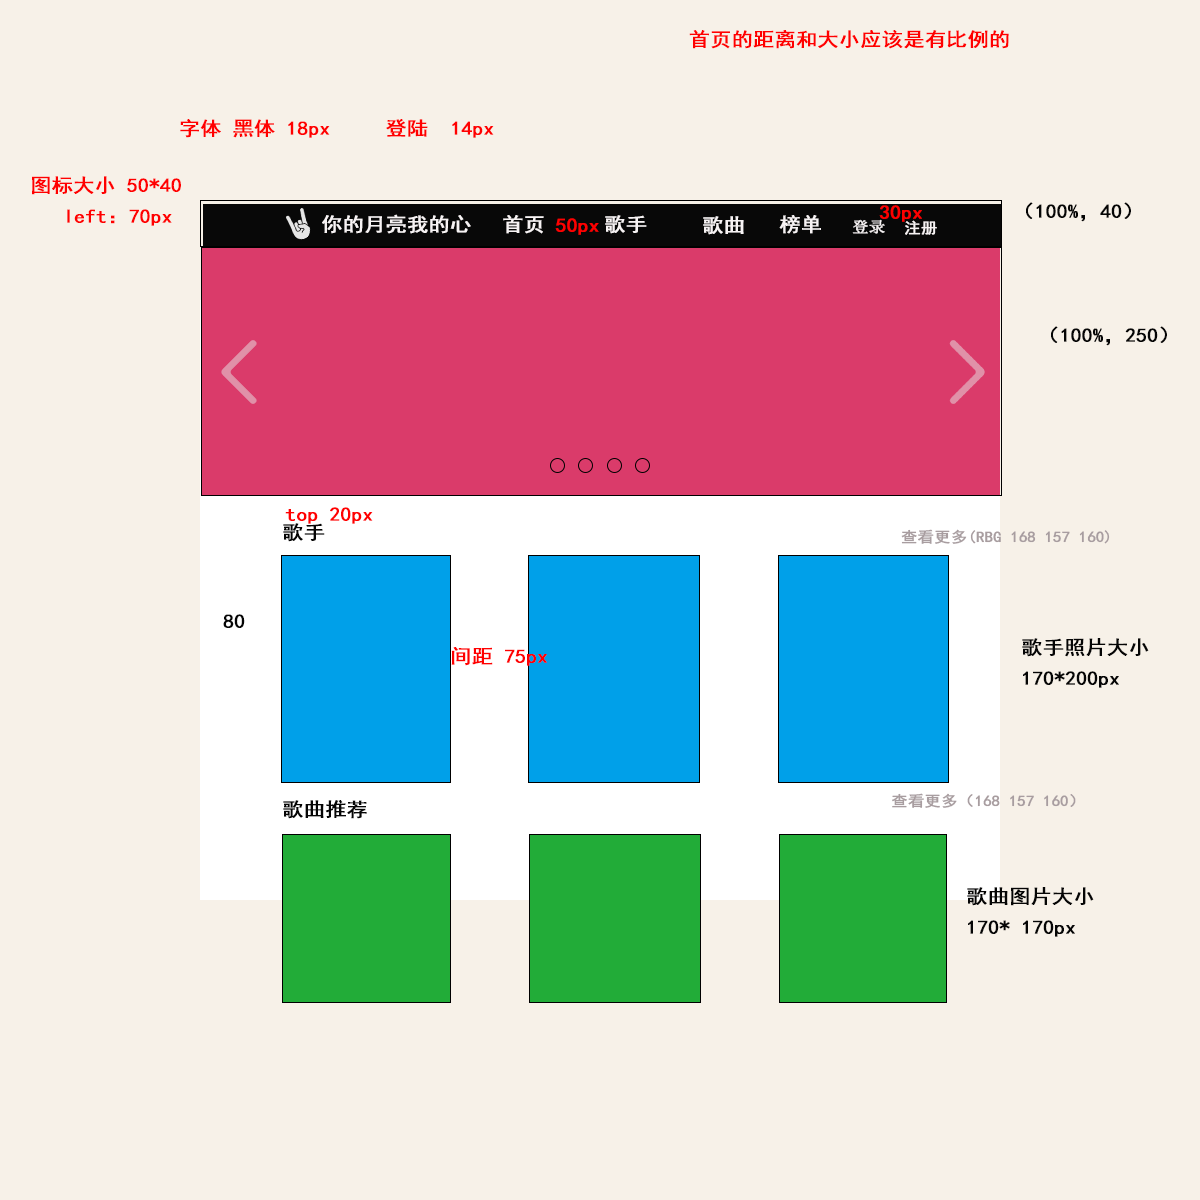 首页的距离和大小应该是有比例的
字体 黑体 18px
登陆 14px
图标大小 50*40
left: 70px
(100%, 40)
你的月亮我的心
首页
50px
歌手
歌曲
榜单
登录
30px
注册
(100%, 250)
top 20px
歌手
查看更多(RBG 168 157 160)
80
间距 75px
歌手照片大小
170*200px
歌曲推荐
查看更多 (168 157 160)
歌曲图片大小
170* 170px